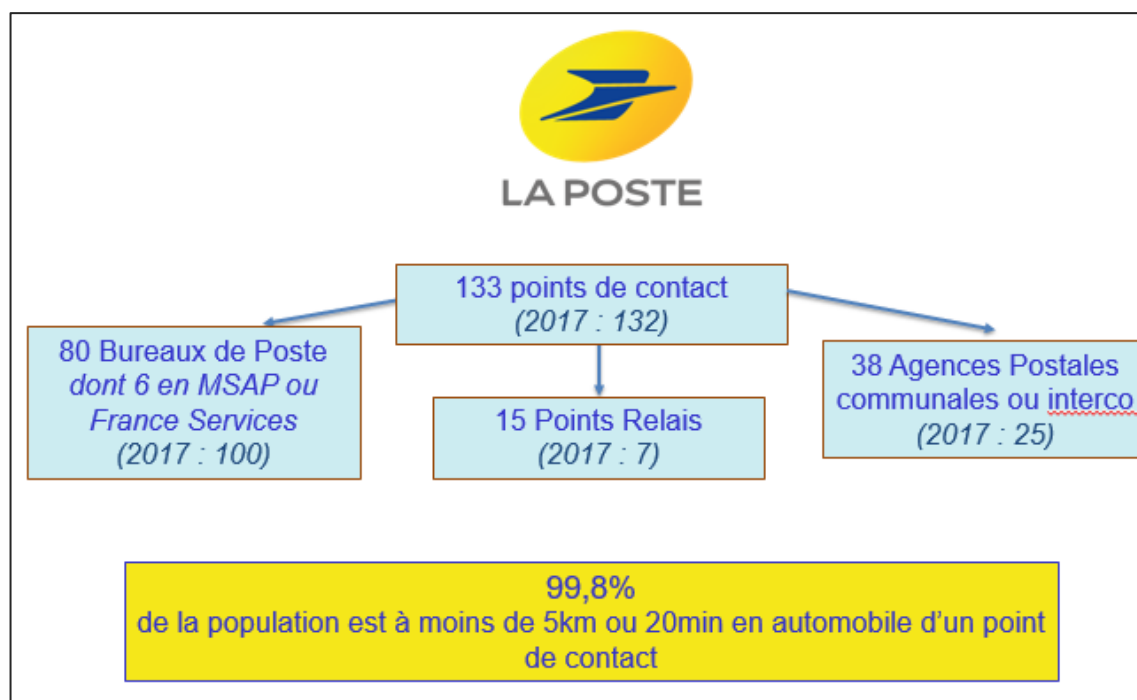 LA POSTE
133 points de contact
(2017 : 132)
80 Bureaux de Poste
dont 6 en MSAP ou
France Services
(2017 : 100)
15 Points Relais
(2017 : 7)
38 Agences Postales
communales ou interco
(2017 : 25)
99,8%
de la population est à moins de 5km ou 20min en automobile d'un point
de contact